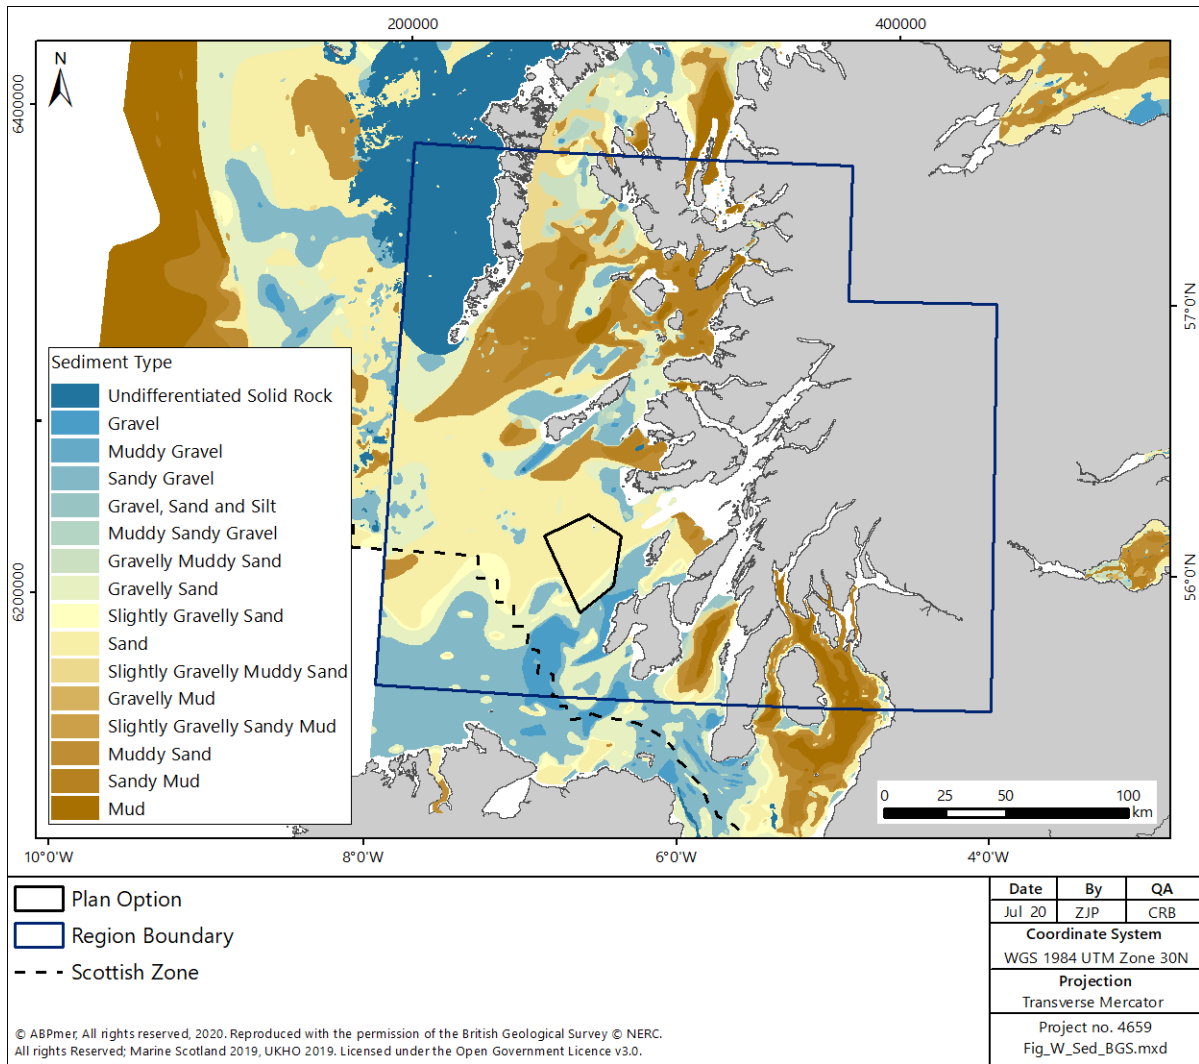 200000
400000
N
6400000
57°0'N
Sediment Type
Undifferentiated Solid Rock
Gravel
Muddy Gravel
Sandy Gravel
Gravel, Sand and Silt
Muddy Sandy Gravel
Gravelly Muddy Sand
Gravelly Sand
Slightly Gravelly Sand
Sand
Slightly Gravelly Muddy Sand
Gravelly Mud
Slightly Gravelly Sandy Mud
Muddy Sand
Sandy Mud
Mud
6200000
56°0'N
0 25 50 100
km
10°0'W
8°0'W
6°0'W
4°0'W
Plan Option
Region Boundary
Scottish Zone
Date By QA
Jul 20 ZJP CRB
Coordinate System
WGS 1984 UTM Zone 30N
Projection
Transverse Mercator
Project no. 4659
Fig_W_Sed_BGS.mxd
© ABPmer, All rights reserved, 2020. Reproduced with the permission of the British Geological Survey © NERC.
All rights Reserved; Marine Scotland 2019, UKHO 2019. Licensed under the Open Government Licence v3.0.